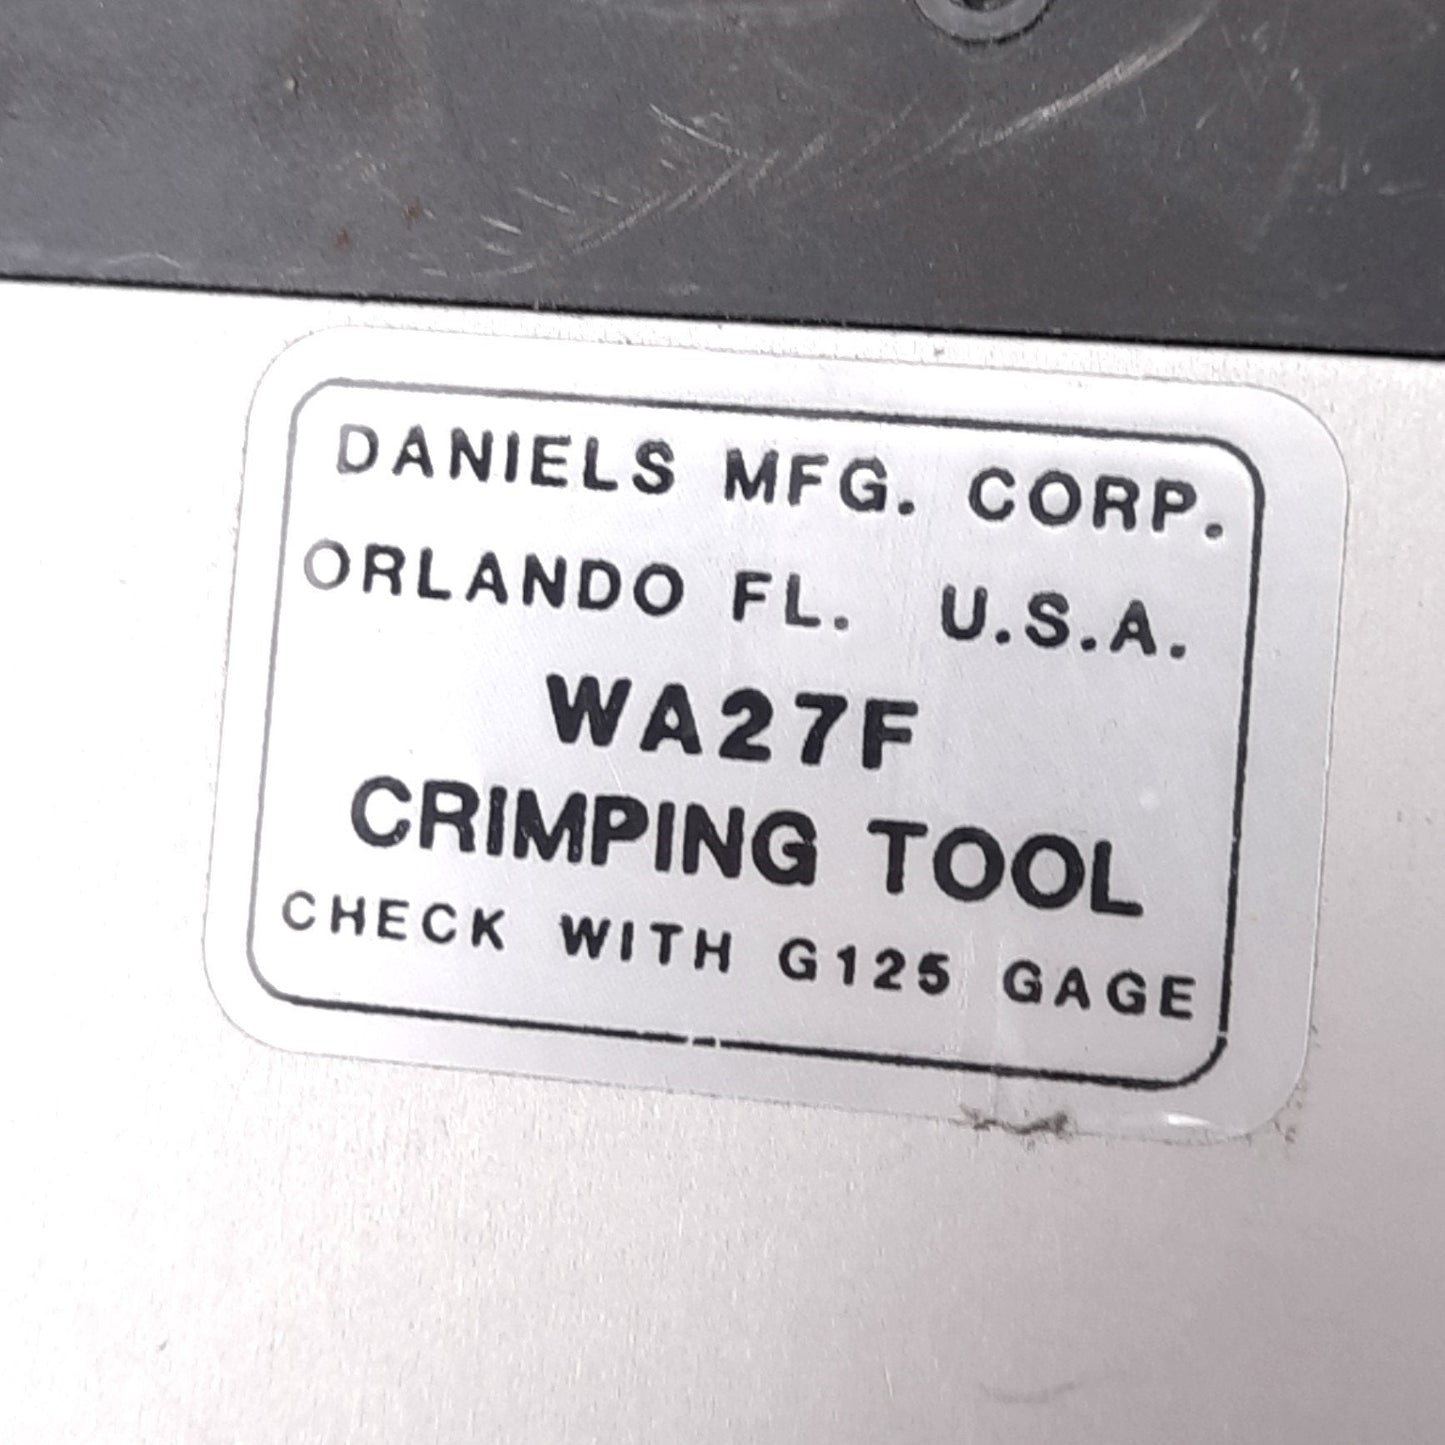 DANIELS MFG. CORP.
ORLANDO FL. U.S.A.
WA27F
CRIMPING TOOL
CHECK WITH G125 GAGE